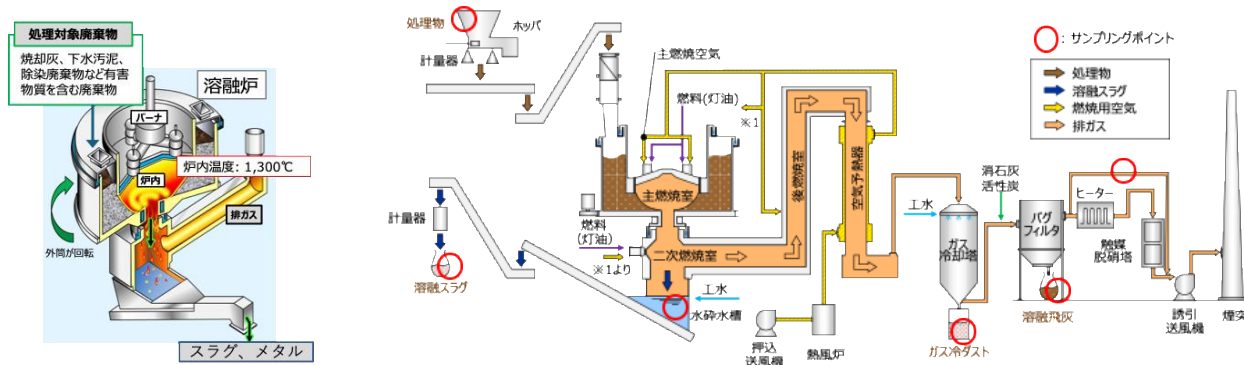 処理対象廃棄物
焼却灰、下水汚泥、
除染廃棄物など有害
物質を含む廃棄物
溶融炉
バーナ
炉内温度: 1,300℃
炉内
排ガス
外筒が回転
スラグ、メタル
処理物
ホッパ
計量器
主燃焼空気
燃料(灯油)
※1
主燃焼室
後燃焼室
空気予熱器
計量器
燃料
(灯油)
※1より
二次燃焼室
溶融スラグ
工水
水砕水槽
押込
送風機
熱風炉
工水
ガス
冷却塔
ガス冷ダスト
消石灰
活性炭
バグ
フィルタ
溶融飛灰
ヒーター
触媒
脱硝塔
誘引
送風機
煙突
: サンプリングポイント
処理物
溶融スラグ
燃焼用空気
排ガス